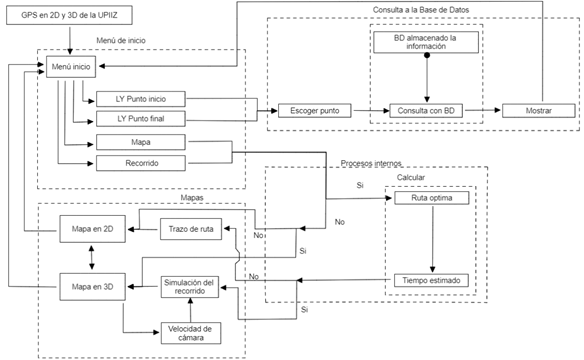 GPS en 2D y 3D de la UPIIZ
Consulta a la Base de Datos
Menú de inicio
BD almacenado la
información
Menú inicio
LY Punto inicio
LY Punto final
Escoger punto
Consulta con BD
Mostrar
Mapa
Recorrido
Procesos internos
Calcular
Si
Ruta optima
Mapas
No
Mapa en 2D
Trazo de ruta
No
Si
Mapa en 3D
Simulación del
recorrido
No
Tiempo estimado
Si
Velocidad de
cámara